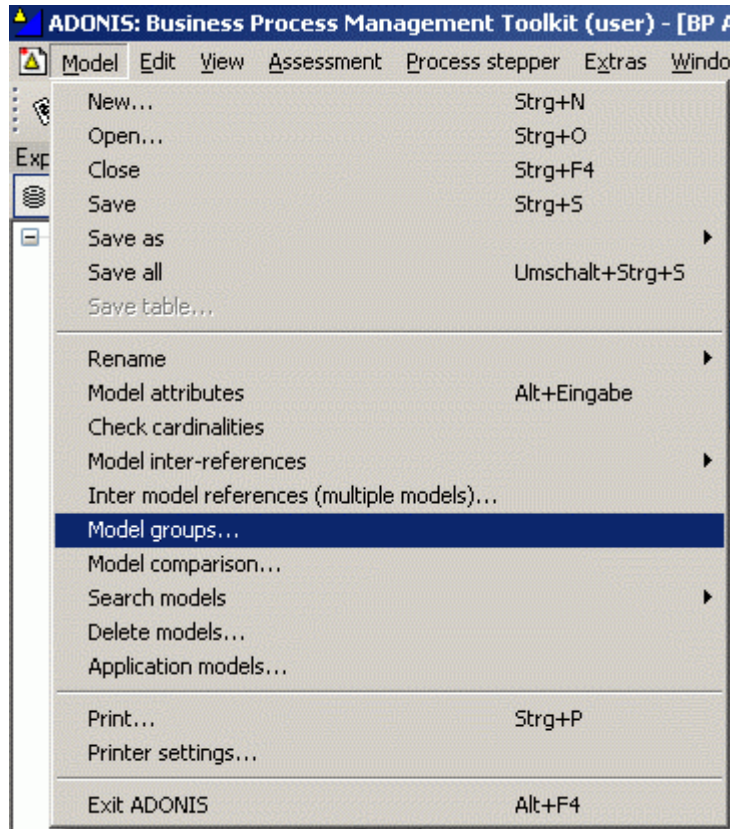 ADONIS: Business Process Management Toolkit (user) - [BP A
Model Edit View Assessment Process stepper Extras Windo
New... Strg+N
Open... Strg+O
Exp
Close Strg+F4
Save Strg+S
Save as
Save all Umschalt+Strg+S
Save table...
Rename
Model attributes Alt+Eingabe
Check cardinalities
Model inter-references
Inter model references (multiple models)...
Model groups...
Model comparison...
Search models
Delete models...
Application models...
Print... Strg+P
Printer settings...
Exit ADONIS Alt+F4